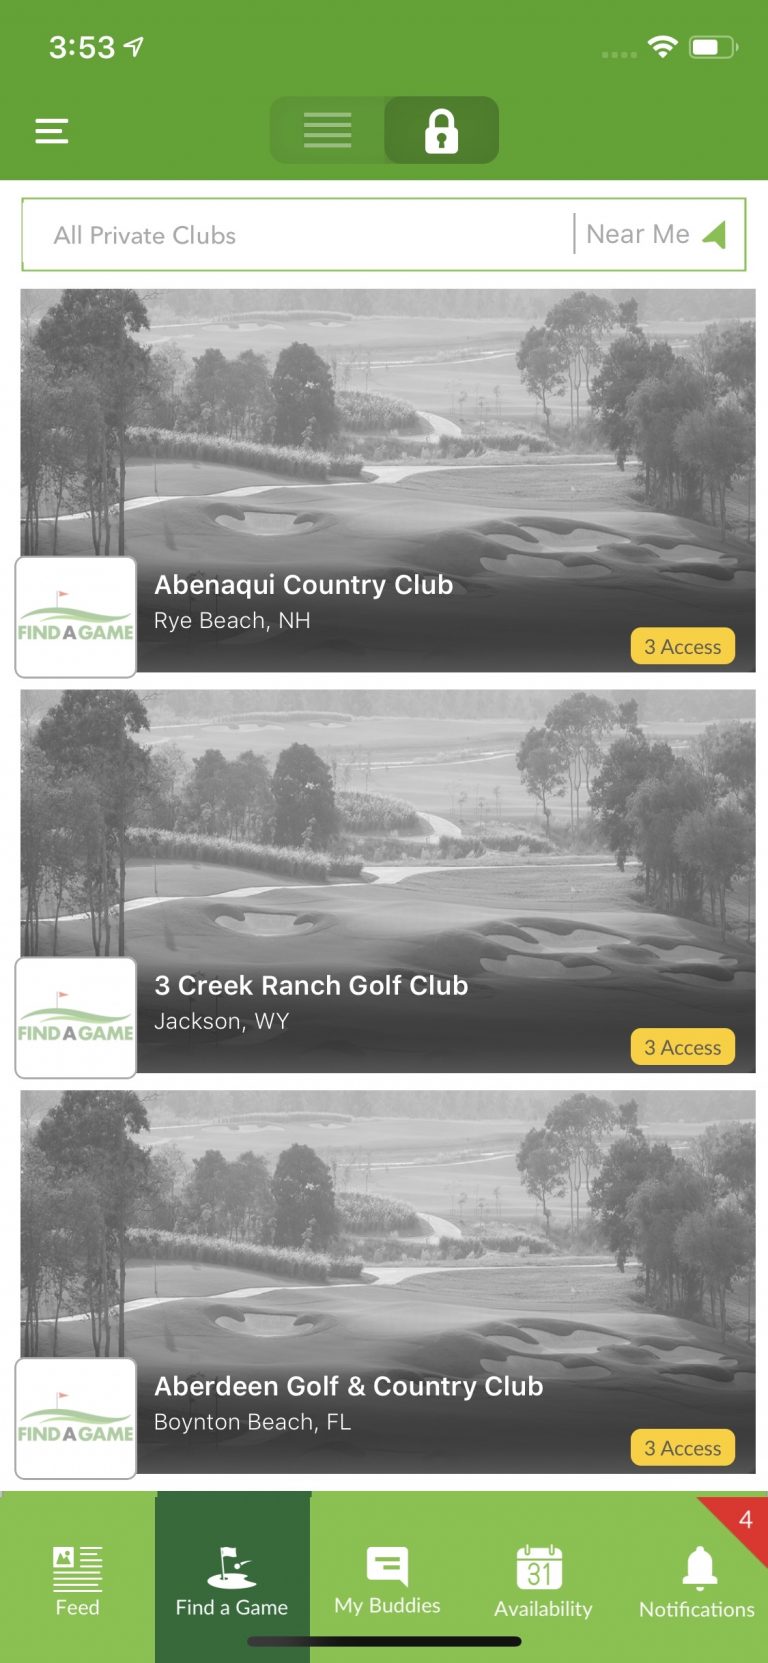 3:53
All Private Clubs
Near Me
Abenaqui Country Club
Rye Beach, NH
FIND A GAME
3 Access
3 Creek Ranch Golf Club
Jackson, WY
FIND A GAME
3 Access
Aberdeen Golf & Country Club
Boynton Beach, FL
FIND A GAME
3 Access
4
31
Feed
Find a Game
My Buddies
Availability
Notifications